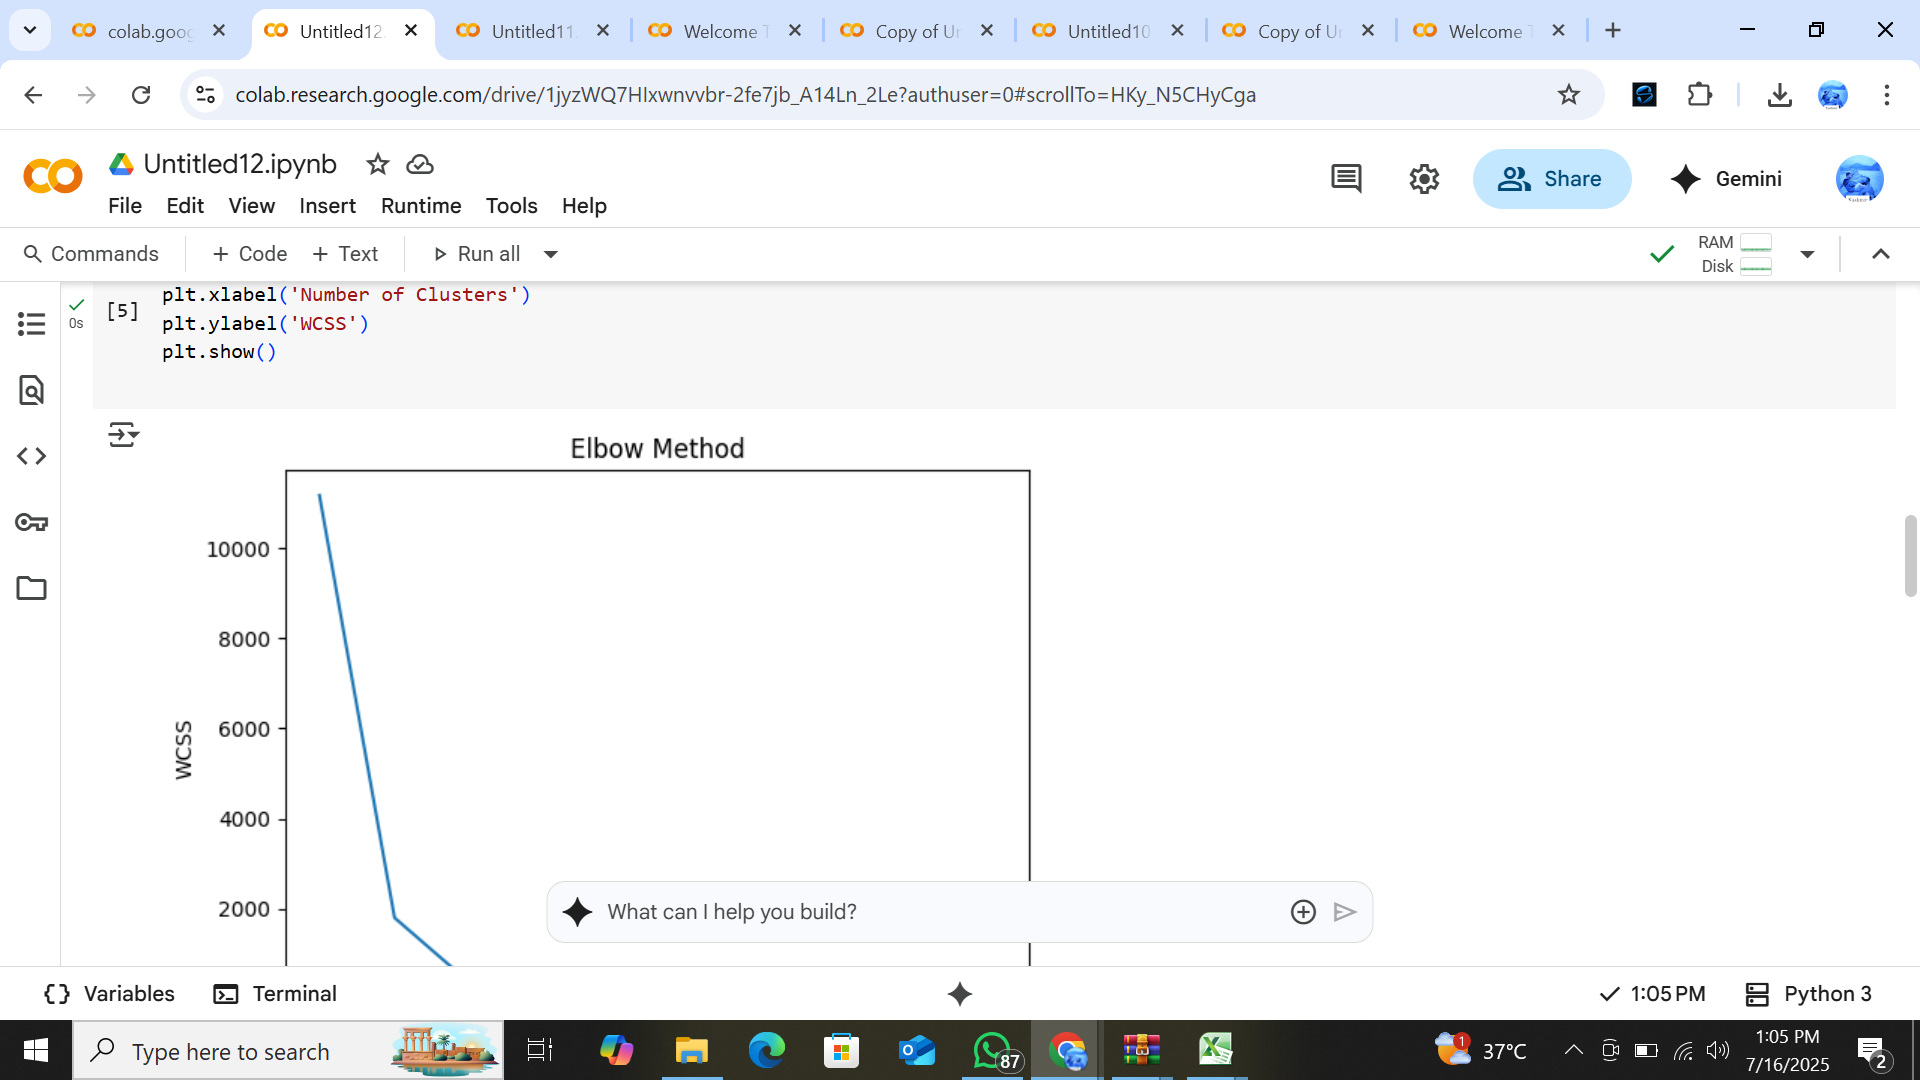 colab.goog
Untitled12.
Untitled11.
Welcome T
Copy of Un
Untitled10
Copy of Un
Welcome T
colab.research.google.com/drive/1jyzWQ7HIxwnvvbr-2fe7jb_A14Ln_2Le?authuser=0#scrollTo=HKy_N5CHyCga
Untitled12.ipynb
File Edit View Insert Runtime Tools Help
Share
Gemini
Commands + Code + Text Run all
RAM
Disk
0s
[5]
plt.xlabel('Number of Clusters')
plt.ylabel('WCSS')
plt.show()
Elbow Method
10000
8000
6000
4000
2000
WCSS
What can I help you build?
Variables Terminal
1:05 PM
Python 3
Type here to search
87
1
37°C
1:05 PM
7/16/2025
2